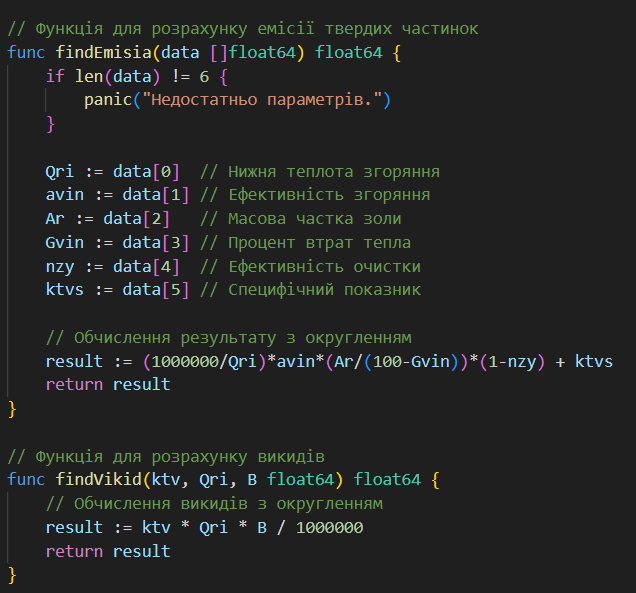 // Функція для розрахунку емісії твердих частинок
func findEmisia(data []float64) float64 {
    if len(data) != 6 {
        panic("Недостатньо параметрів.")
    }

    Qri := data[0]  // Нижня теплота згоряння
    avin := data[1] // Ефективність згоряння
    Ar := data[2]   // Масова частка золи
    Gvin := data[3] // Процент втрат тепла
    nzy := data[4]  // Ефективність очистки
    ktvs := data[5] // Специфічний показник

    // Обчислення результату з округленням
    result := (1000000/Qri)*avin*(Ar/(100-Gvin))*(1-nzy) + ktvs
    return result
}

// Функція для розрахунку викидів
func findVikid(ktv, Qri, B float64) float64 {
    // Обчислення викидів з округленням
    result := ktv * Qri * B / 1000000
    return result
}